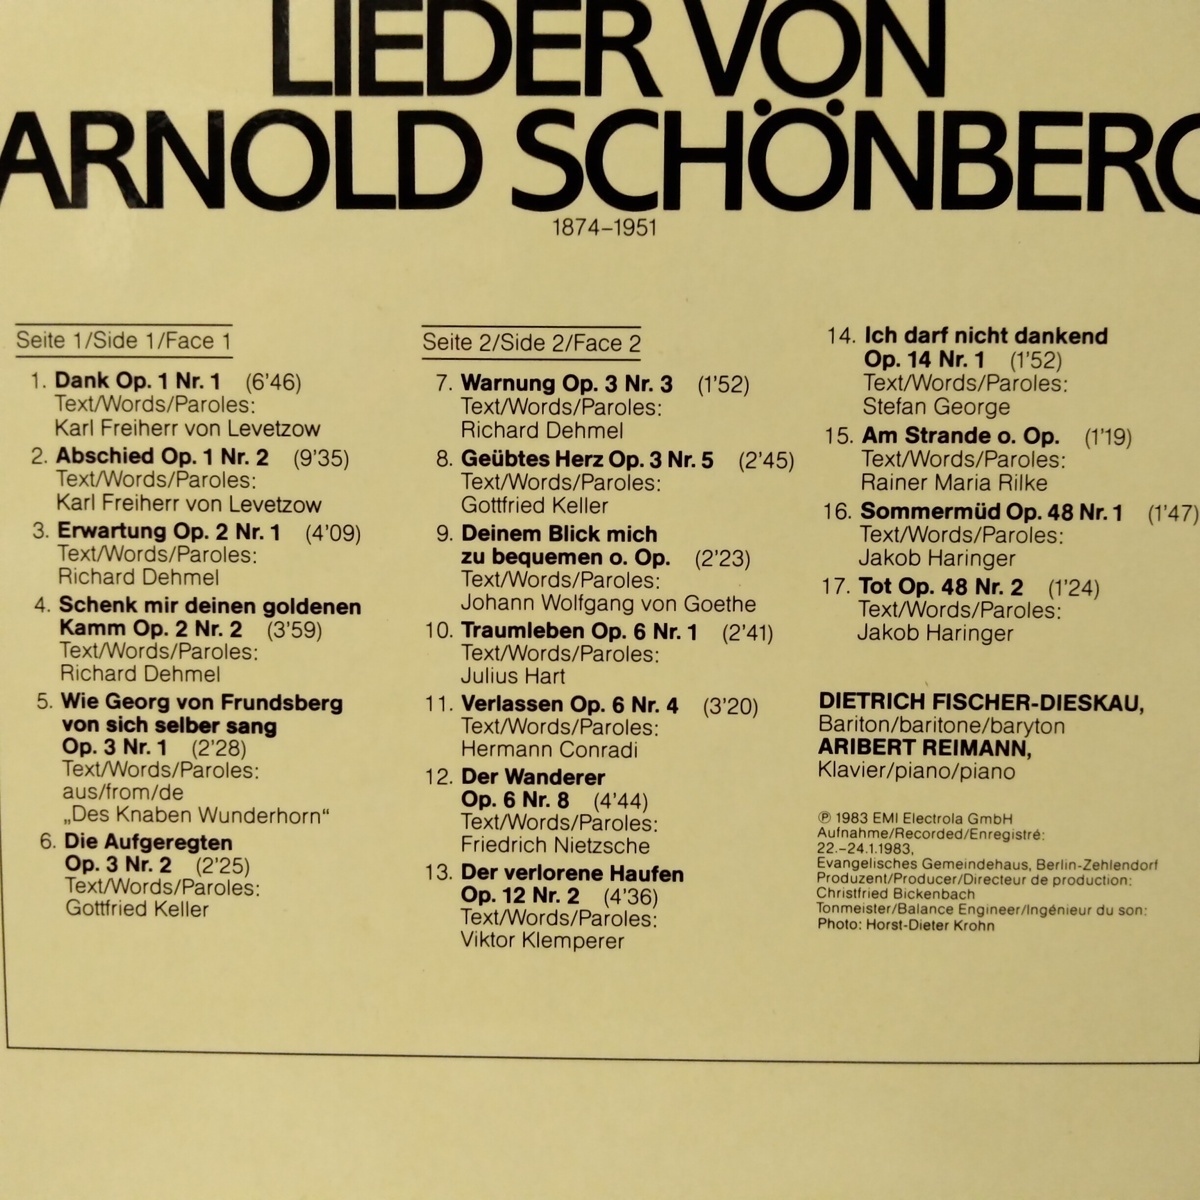 LIEDER VON
ARNOLD SCHÖNBERG
1874–1951
Seite 1/Side 1/Face 1
1. Dank Op. 1 Nr. 1 (6'46)
Text/Words/Paroles:
Karl Freiherr von Levetzow
2. Abschied Op. 1 Nr. 2 (9'35)
Text/Words/Paroles:
Karl Freiherr von Levetzow
3. Erwartung Op. 2 Nr. 1 (4'09)
Text/Words/Paroles:
Richard Dehmel
4. Schenk mir deinen goldenen
Kamm Op. 2 Nr. 2 (3'59)
Text/Words/Paroles:
Richard Dehmel
5. Wie Georg von Frundsberg
von sich selber sang
Op. 3 Nr. 1 (2'28)
Text/Words/Paroles:
aus/from/de
„Des Knaben Wunderhorn“
6. Die Aufgeregten
Op. 3 Nr. 2 (2'25)
Text/Words/Paroles:
Gottfried Keller
Seite 2/Side 2/Face 2
7. Warnung Op. 3 Nr. 3 (1'52)
Text/Words/Paroles:
Richard Dehmel
8. Geübtes Herz Op. 3 Nr. 5 (2'45)
Text/Words/Paroles:
Gottfried Keller
9. Deinem Blick mich
zu bequemen o. Op. (2'23)
Text/Words/Paroles:
Johann Wolfgang von Goethe
10. Traumleben Op. 6 Nr. 1 (2'41)
Text/Words/Paroles:
Julius Hart
11. Verlassen Op. 6 Nr. 4 (3'20)
Text/Words/Paroles:
Hermann Conradi
12. Der Wanderer
Op. 6 Nr. 8 (4'44)
Text/Words/Paroles:
Friedrich Nietzsche
13. Der verlorene Haufen
Op. 12 Nr. 2 (4'36)
Text/Words/Paroles:
Viktor Klemperer
14. Ich darf nicht dankend
Op. 14 Nr. 1 (1'52)
Text/Words/Paroles:
Stefan George
15. Am Strande o. Op. (1'19)
Text/Words/Paroles:
Rainer Maria Rilke
16. Sommermüd Op. 48 Nr. 1 (1'47)
Text/Words/Paroles:
Jakob Haringer
17. Tot Op. 48 Nr. 2 (1'24)
Text/Words/Paroles:
Jakob Haringer
DIETRICH FISCHER-DIESKAU,
Bariton/baritone/baryton
ARIBERT REIMANN,
Klavier/piano/piano
℗ 1983 EMI Electrola GmbH
Aufnahme/Recorded/Enregistré:
22.–24.1.1983,
Evangelisches Gemeindehaus, Berlin-Zehlendorf
Produzent/Producer/Directeur de production:
Christfried Bickenbach
Tonmeister/Balance Engineer/Ingénieur du son:
Photo: Horst-Dieter Krohn